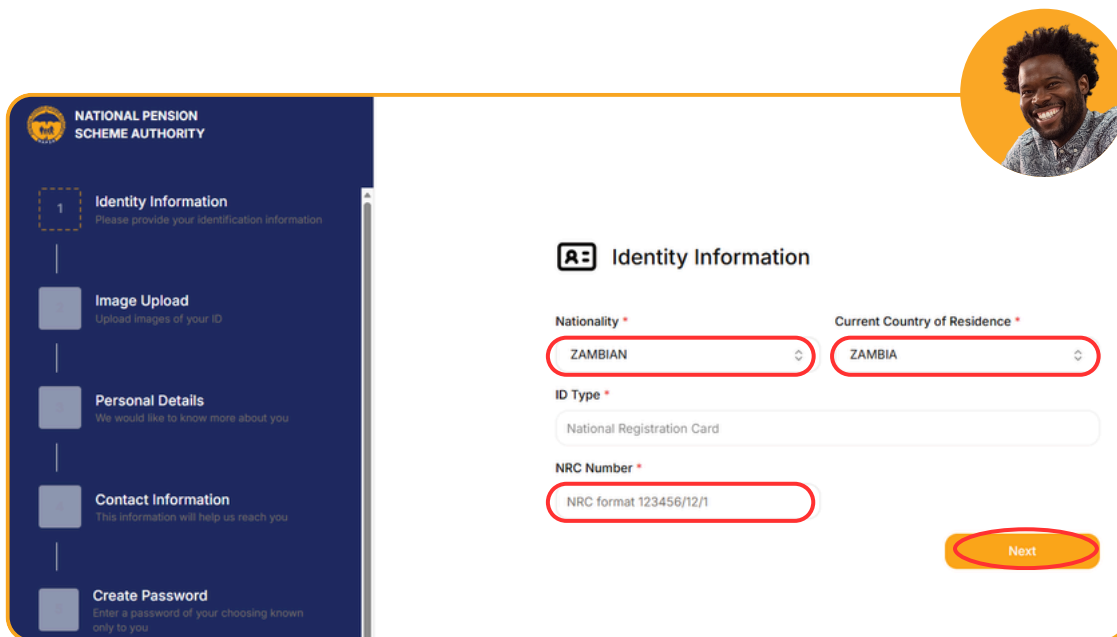 NATIONAL PENSION
SCHEME AUTHORITY
1
Identity Information
Please provide your identification information
Image Upload
Upload images of your ID
Personal Details
We would like to know more about you
Contact Information
This information will help us reach you
Create Password
Enter a password of your choosing known
only to you
Identity Information
Nationality * Current Country of Residence *
ZAMBIAN ZAMBIA
ID Type *
National Registration Card
NRC Number *
NRC format 123456/12/1
Next